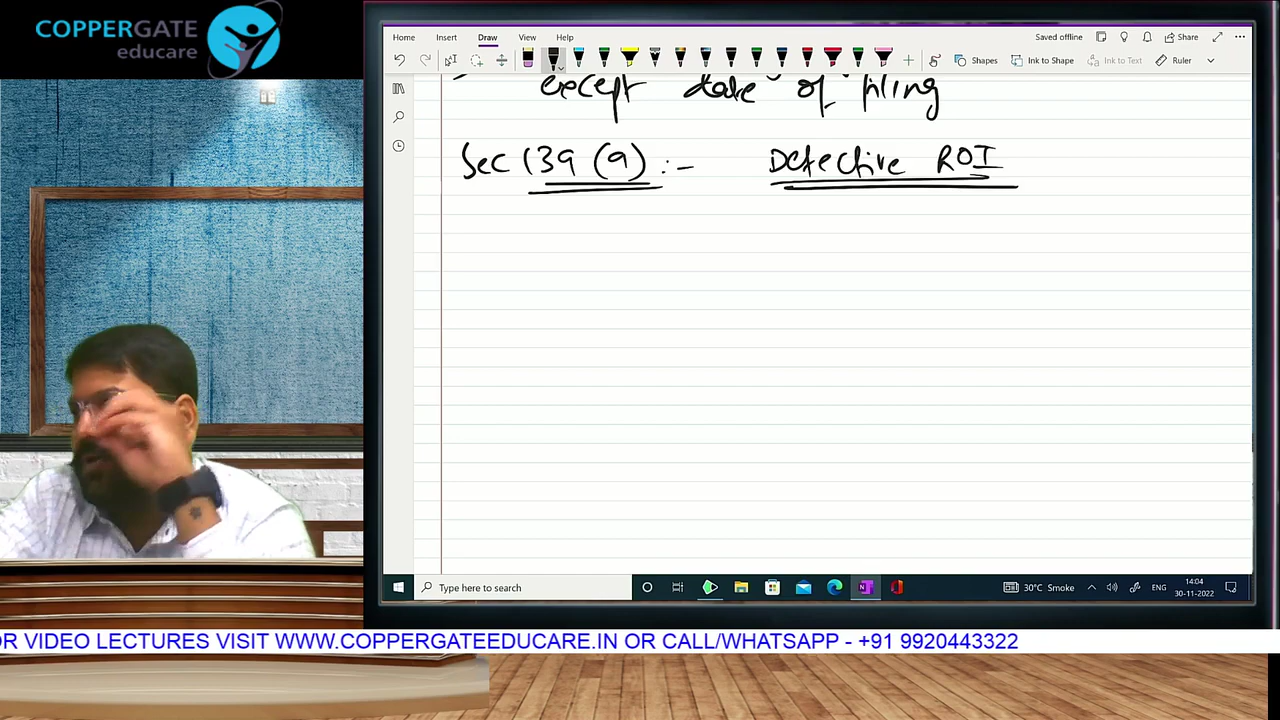 COPPERGATE
educare
Home Insert Draw View Help
Saved offline
Share
Shapes Ink to Shape Ink to Text Ruler
except date of filing
Sec 139 (9) :- Defective ROI
Type here to search
30°C Smoke
ENG
14:04
30-11-2022
OR VIDEO LECTURES VISIT WWW.COPPERGATEEDUCARE.IN OR CALL/WHATSAPP - +91 9920443322